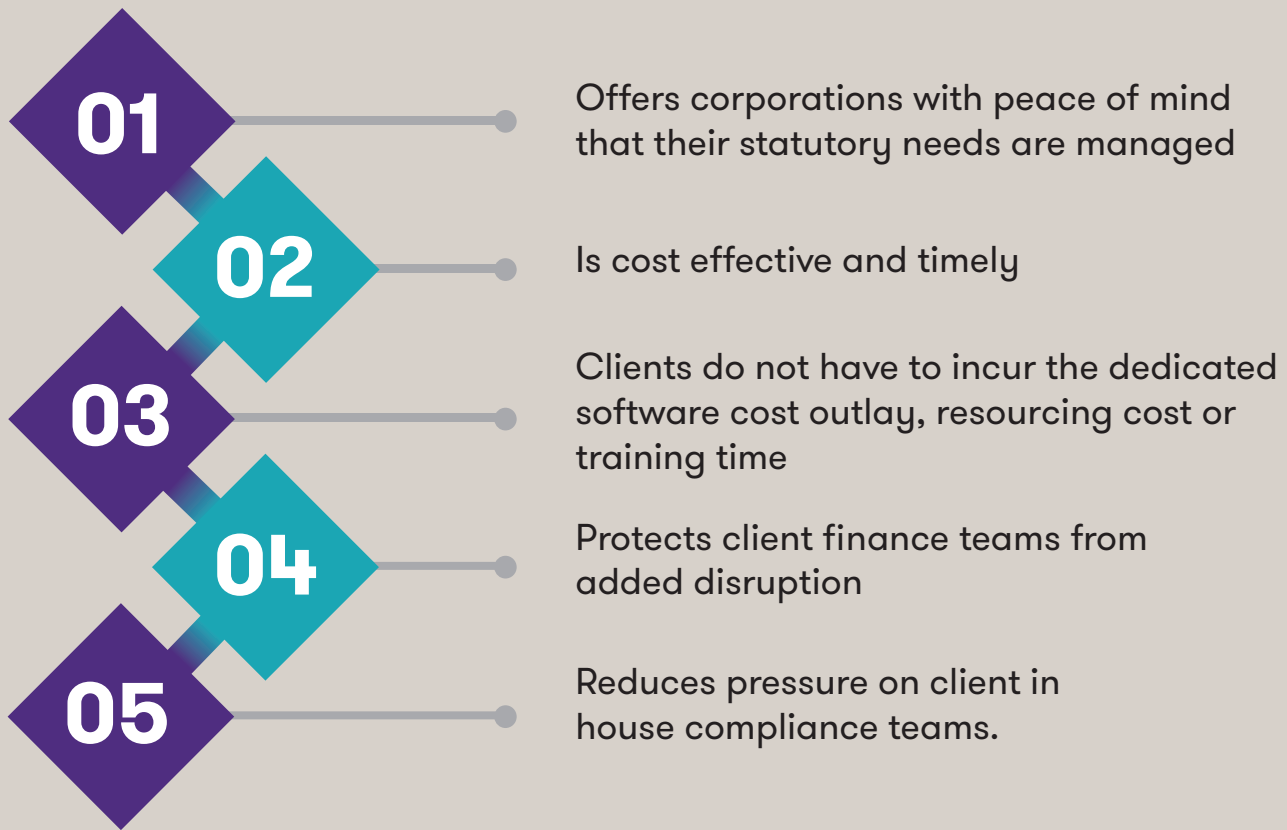 01
Offers corporations with peace of mind
that their statutory needs are managed
02
Is cost effective and timely
03
Clients do not have to incur the dedicated
software cost outlay, resourcing cost or
training time
04
Protects client finance teams from
added disruption
05
Reduces pressure on client in
house compliance teams.